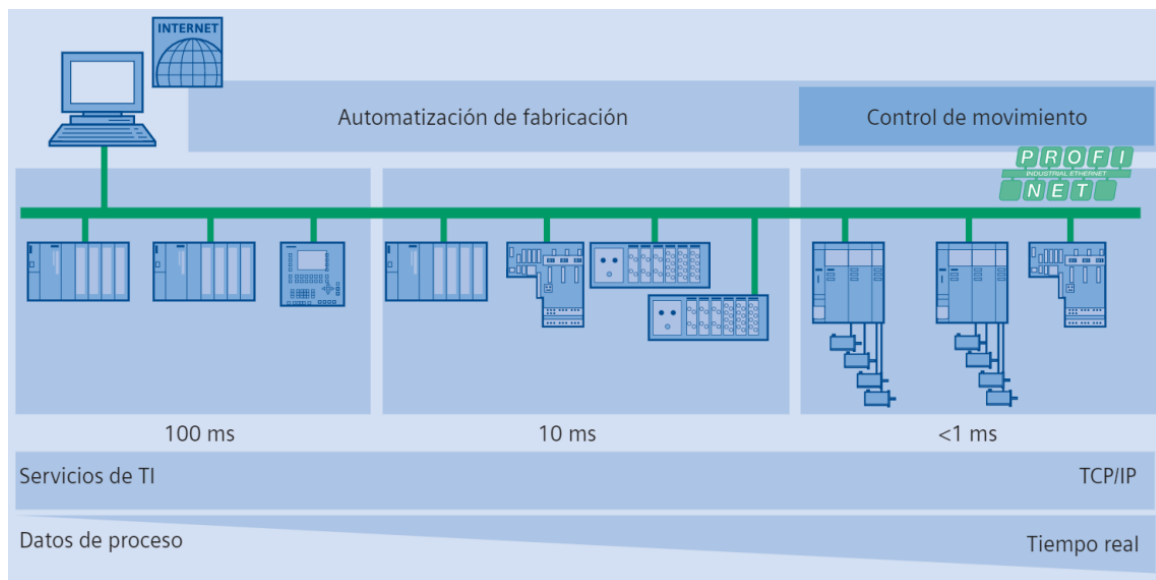 INTERNET
Automatización de fabricación
Control de movimiento
PROFI
INDUSTRIAL ETHERNET
NET
100 ms
10 ms
<1 ms
Servicios de TI
TCP/IP
Datos de proceso
Tiempo real